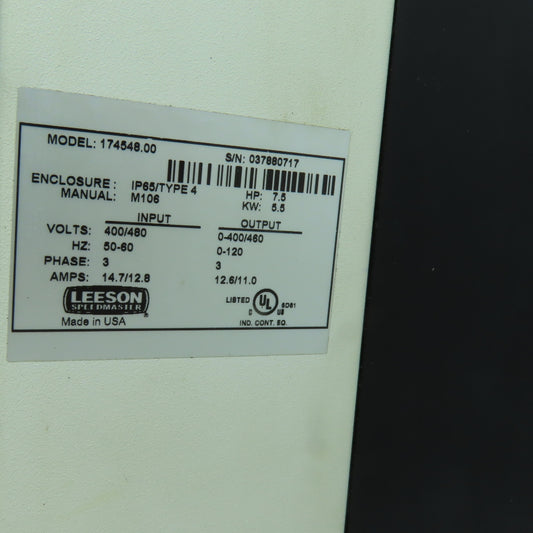 MODEL: 174548.00
S/N: 037880717
ENCLOSURE: IP65/TYPE 4
HP: 7.5
MANUAL: M106
KW: 5.5
INPUT OUTPUT
VOLTS: 400/480 0-400/460
HZ: 50-60 0-120
PHASE: 3 3
AMPS: 14.7/12.8 12.6/11.0
LEESON
SPEEDMASTER
Made in USA
LISTED C UL US 5D61
IND. CONT. EQ.